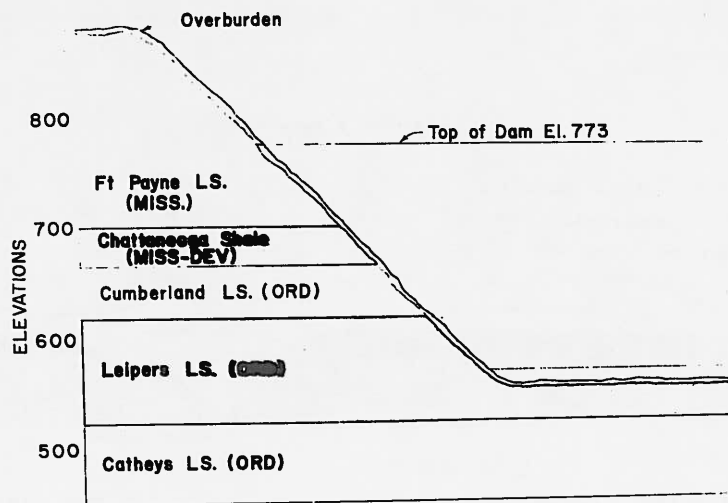 Overburden
800
Top of Dam El. 773
Ft Payne LS.
(MISS.)
700
Chattanooga Shale
(MISS-DEV)
Cumberland LS. (ORD)
ELEVATIONS
600
Leipers LS.
500
Catheys LS. (ORD)